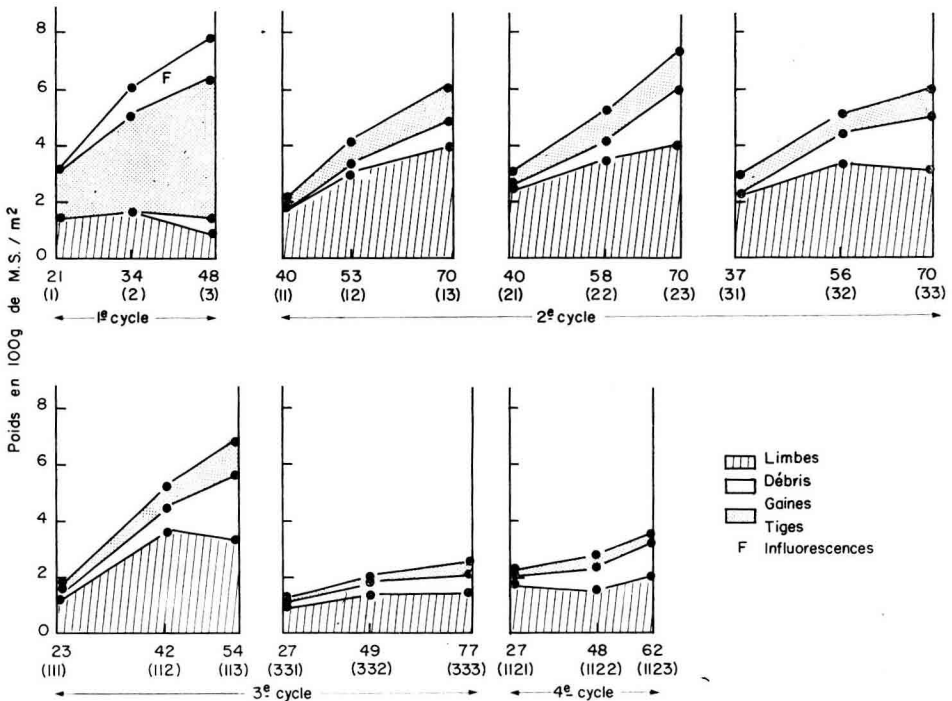 Poids en 100g de M.S. / m2
8
6
4
2
0
F
21 34 48
(1) (2) (3)
1e cycle
40 53 70
(11) (12) (13)
40 58 70
(21) (22) (23)
37 56 70
(31) (32) (33)
2e cycle
8
6
4
2
0
23 42 54
(111) (112) (113)
27 49 77
(331) (332) (333)
3e cycle
27 48 62
(1121) (1122) (1123)
4e cycle
Limbes
Débris
Gaines
Tiges
F Influorescences